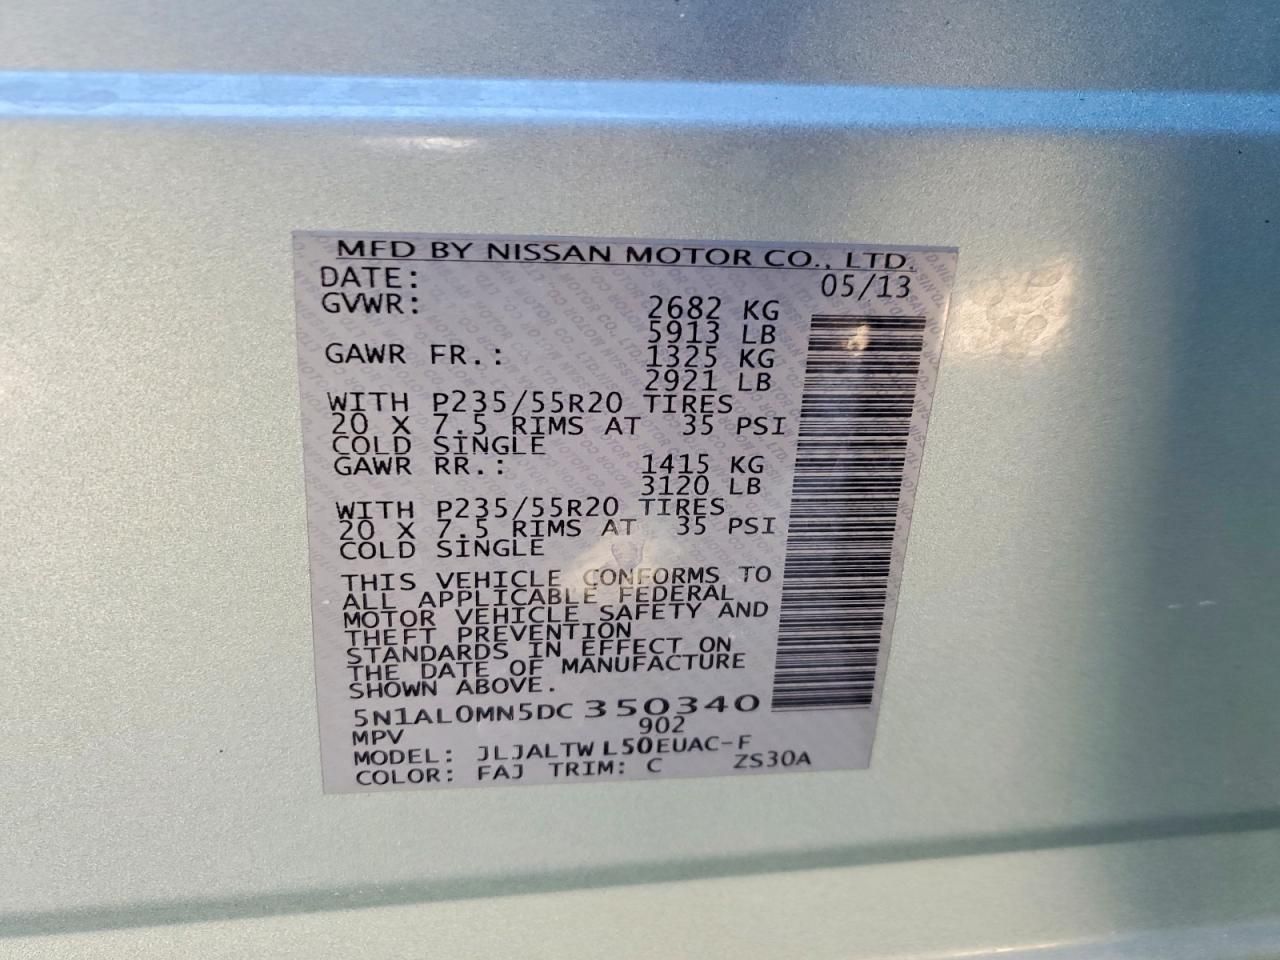 MFD BY NISSAN MOTOR CO., LTD.
DATE: 05/13
GVWR: 2682 KG
5913 LB
GAWR FR.: 1325 KG
2921 LB
WITH P235/55R20 TIRES
20 X 7.5 RIMS AT 35 PSI
COLD SINGLE
GAWR RR.: 1415 KG
3120 LB
WITH P235/55R20 TIRES
20 X 7.5 RIMS AT 35 PSI
COLD SINGLE
THIS VEHICLE CONFORMS TO
ALL APPLICABLE FEDERAL
MOTOR VEHICLE SAFETY AND
THEFT PREVENTION
STANDARDS IN EFFECT ON
THE DATE OF MANUFACTURE
SHOWN ABOVE.
5N1AL0MN5DC350340
MPV 902
MODEL: JLJALTWL50EUAC-F
COLOR: FAJ TRIM: C ZS30A